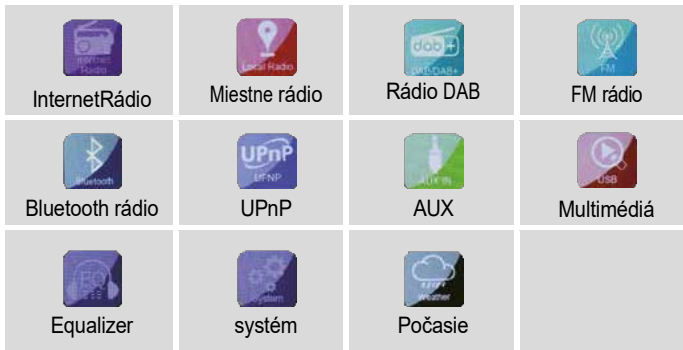 Internet
Radio
InternetRádio
Local Radio
Miestne rádio
dab+
DAB-DAB+
Rádio DAB
FM
FM rádio
Bluetooth
Bluetooth rádio
UPnP
UPNP
UPnP
AUX IN
AUX
USB
Multimédiá
EQ
Equalizer
System
systém
Weather
Počasie